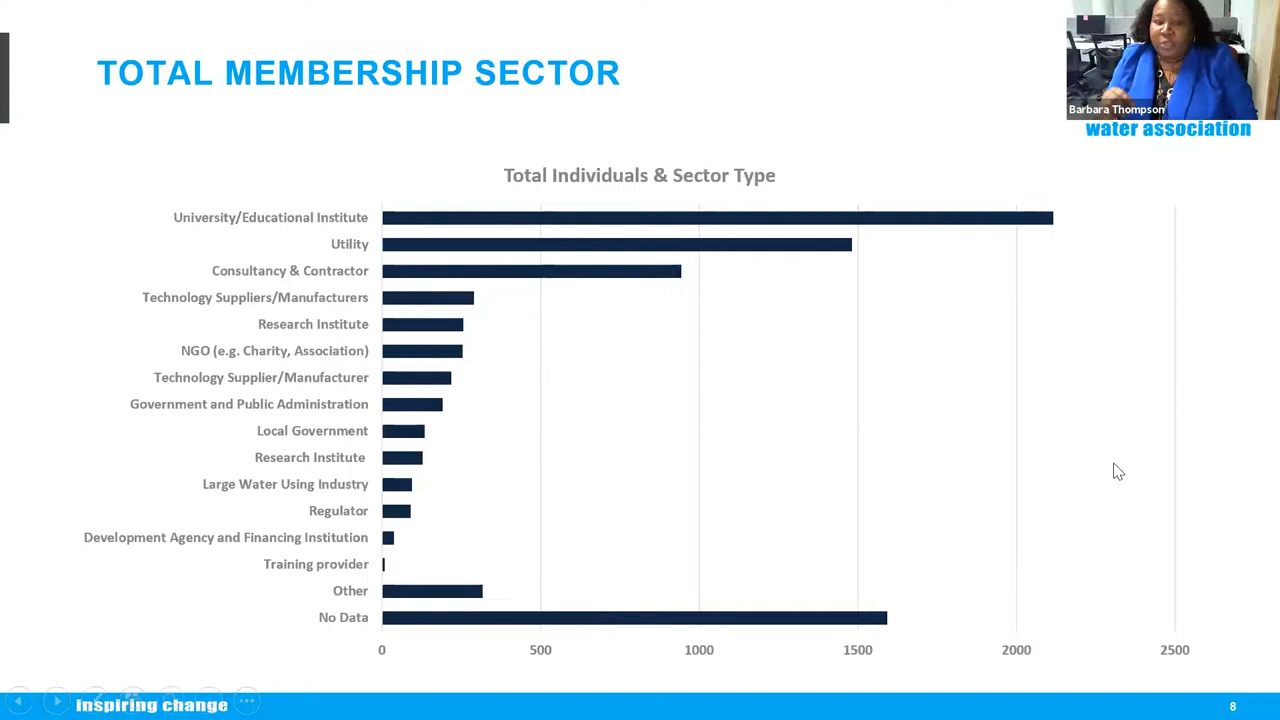 TOTAL MEMBERSHIP SECTOR
Barbara Thompson
water association
Total Individuals & Sector Type
University/Educational Institute
Utility
Consultancy & Contractor
Technology Suppliers/Manufacturers
Research Institute
NGO (e.g. Charity, Association)
Technology Supplier/Manufacturer
Government and Public Administration
Local Government
Research Institute
Large Water Using Industry
Regulator
Development Agency and Financing Institution
Training provider
Other
No Data
0 500 1000 1500 2000 2500
Inspiring change
8